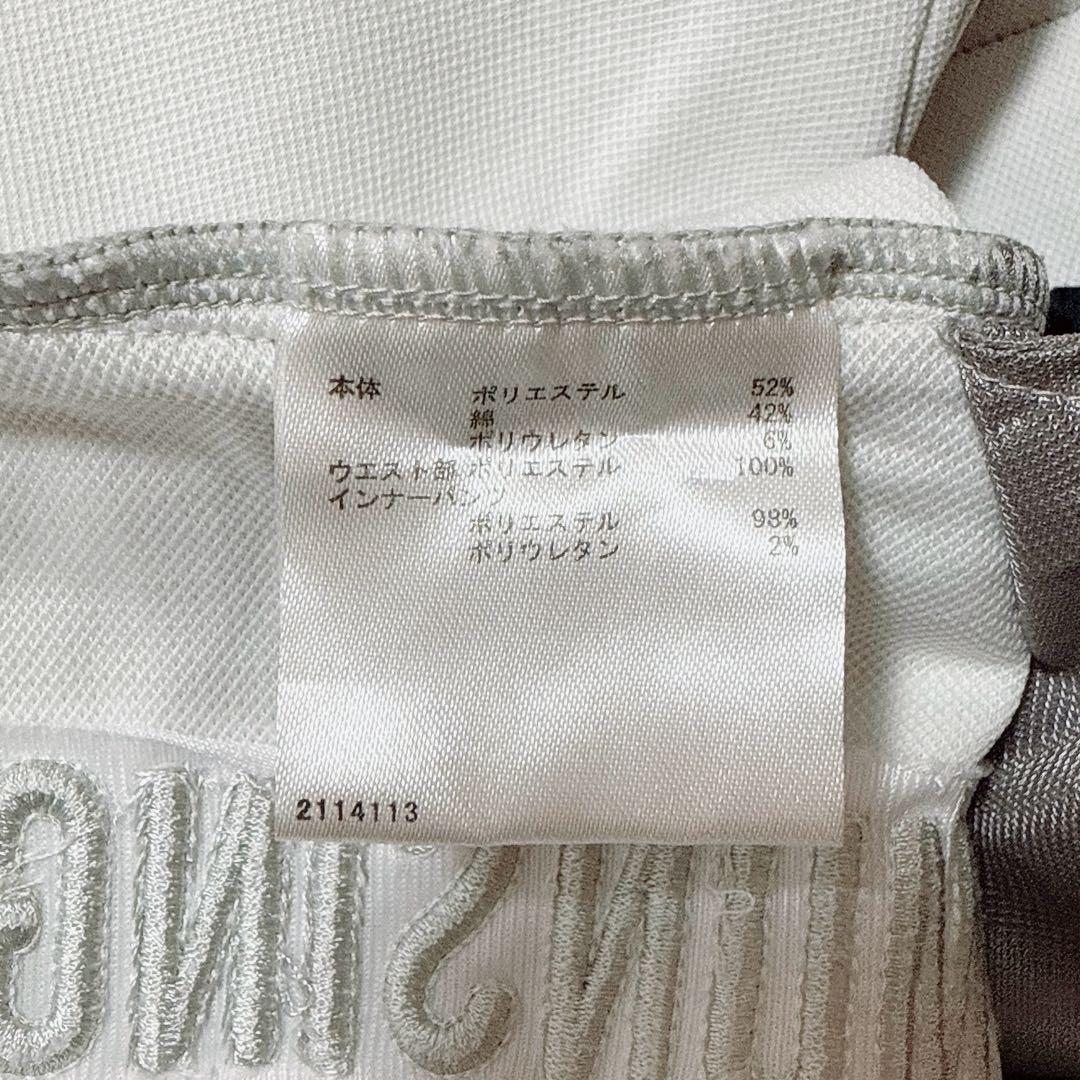 本体 ポリエステル 52%
綿 42%
ポリウレタン 6%
ウエスト部 ポリエステル 100%
インナーパンツ
ポリエステル 98%
ポリウレタン 2%
2114113